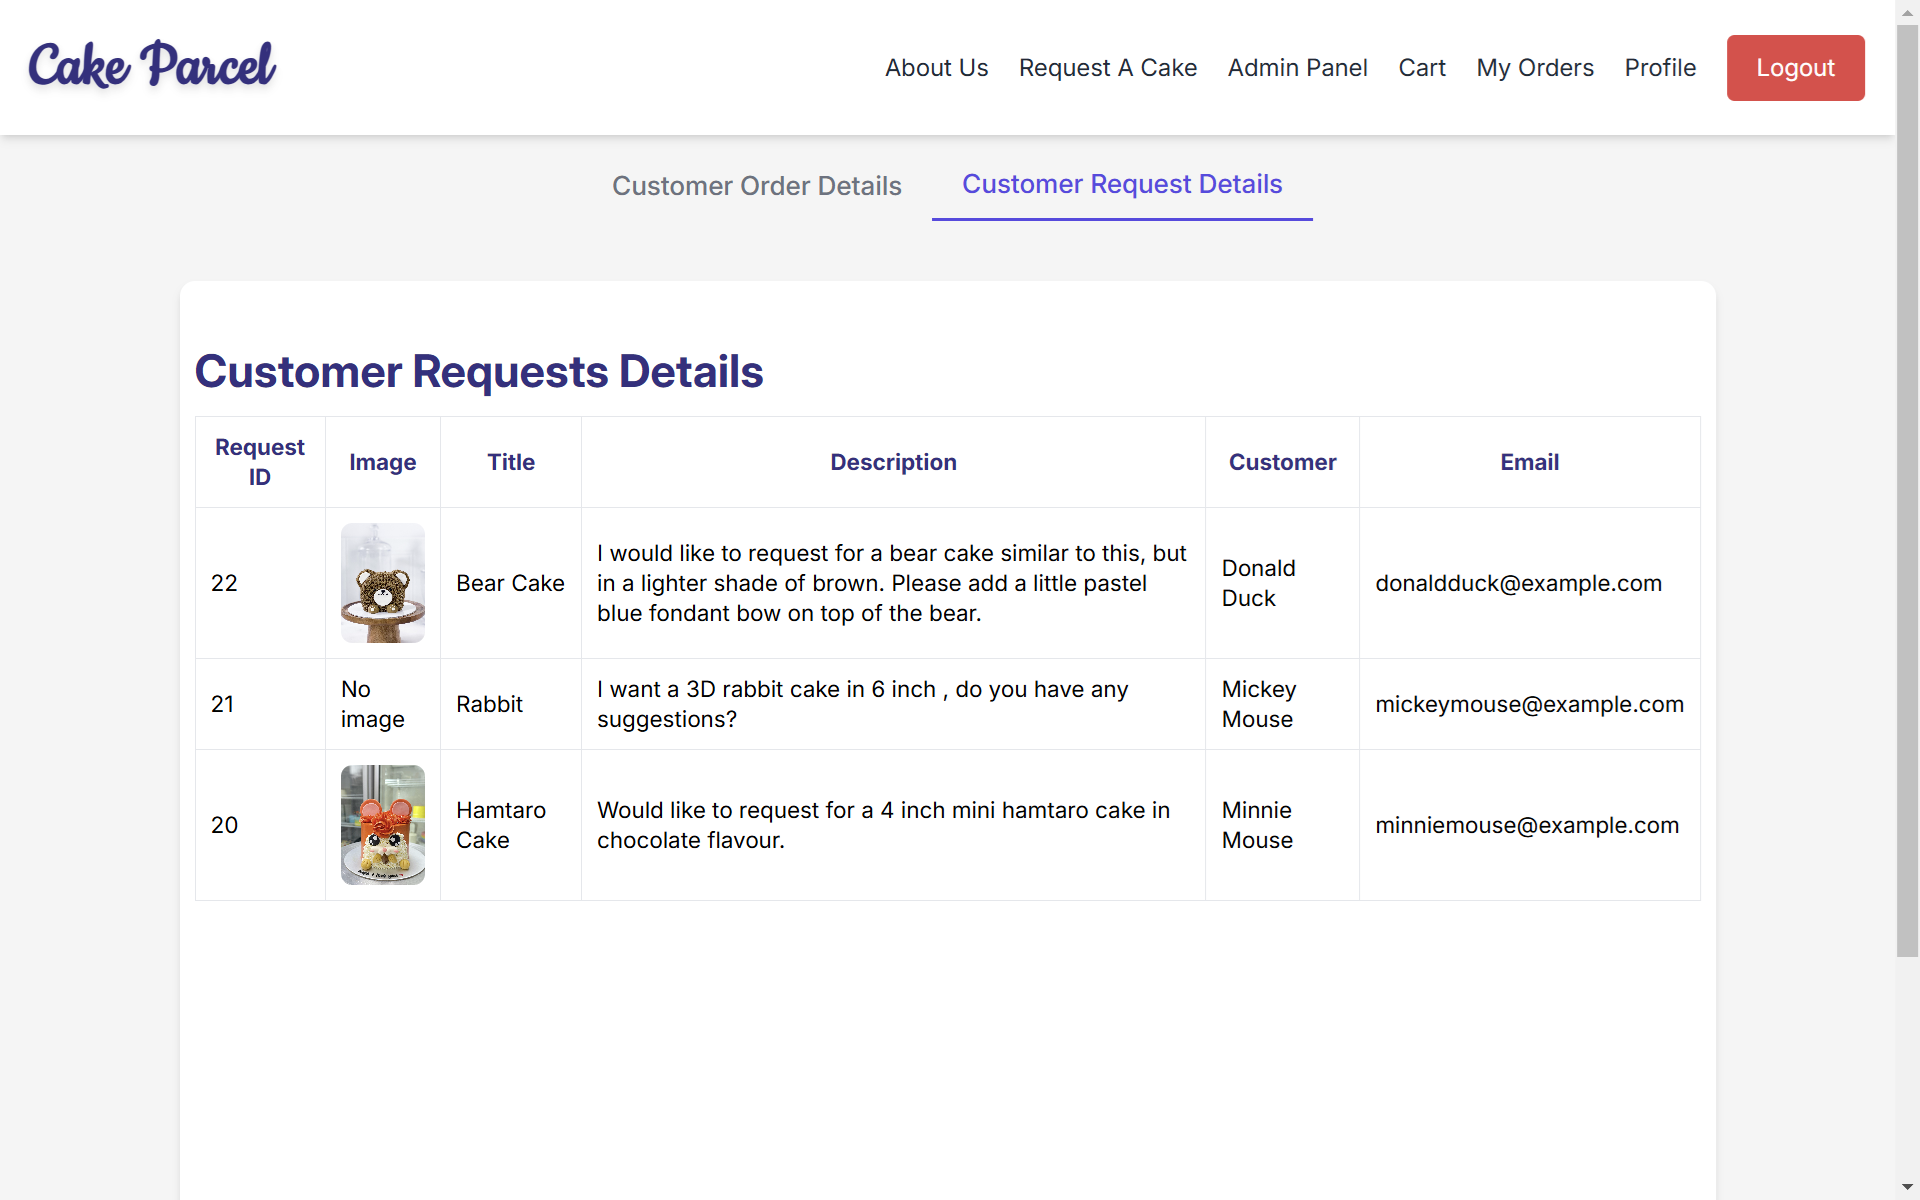 Cake Parcel
About Us
Request A Cake
Admin Panel
Cart
My Orders
Profile
Logout
Customer Order Details
Customer Request Details
Customer Requests Details
Request
ID
Image
Title
Description
Customer
Email
22
Bear Cake
I would like to request for a bear cake similar to this, but
in a lighter shade of brown. Please add a little pastel
blue fondant bow on top of the bear.
Donald
Duck
donaldduck@example.com
21
No
image
Rabbit
I want a 3D rabbit cake in 6 inch , do you have any
suggestions?
Mickey
Mouse
mickeymouse@example.com
20
Hamtaro
Cake
Would like to request for a 4 inch mini hamtaro cake in
chocolate flavour.
Minnie
Mouse
minniemouse@example.com